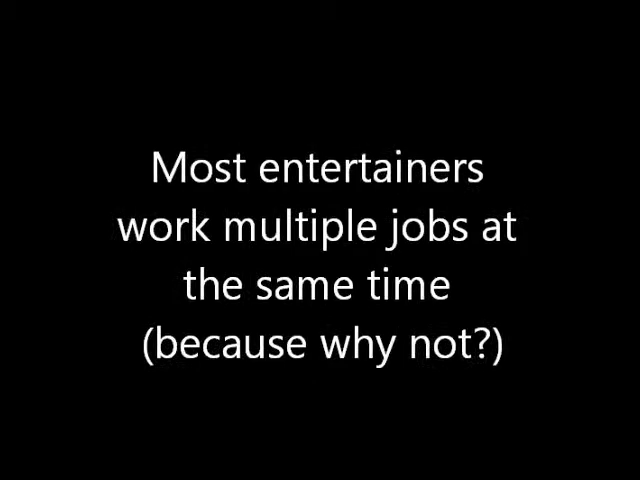 Most entertainers
work multiple jobs at
the same time
(because why not?)